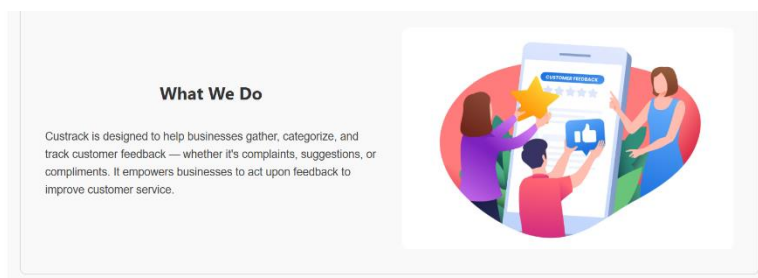 What We Do
Custrack is designed to help businesses gather, categorize, and
track customer feedback — whether it's complaints, suggestions, or
compliments. It empowers businesses to act upon feedback to
improve customer service.
CUSTOMER FEEDBACK